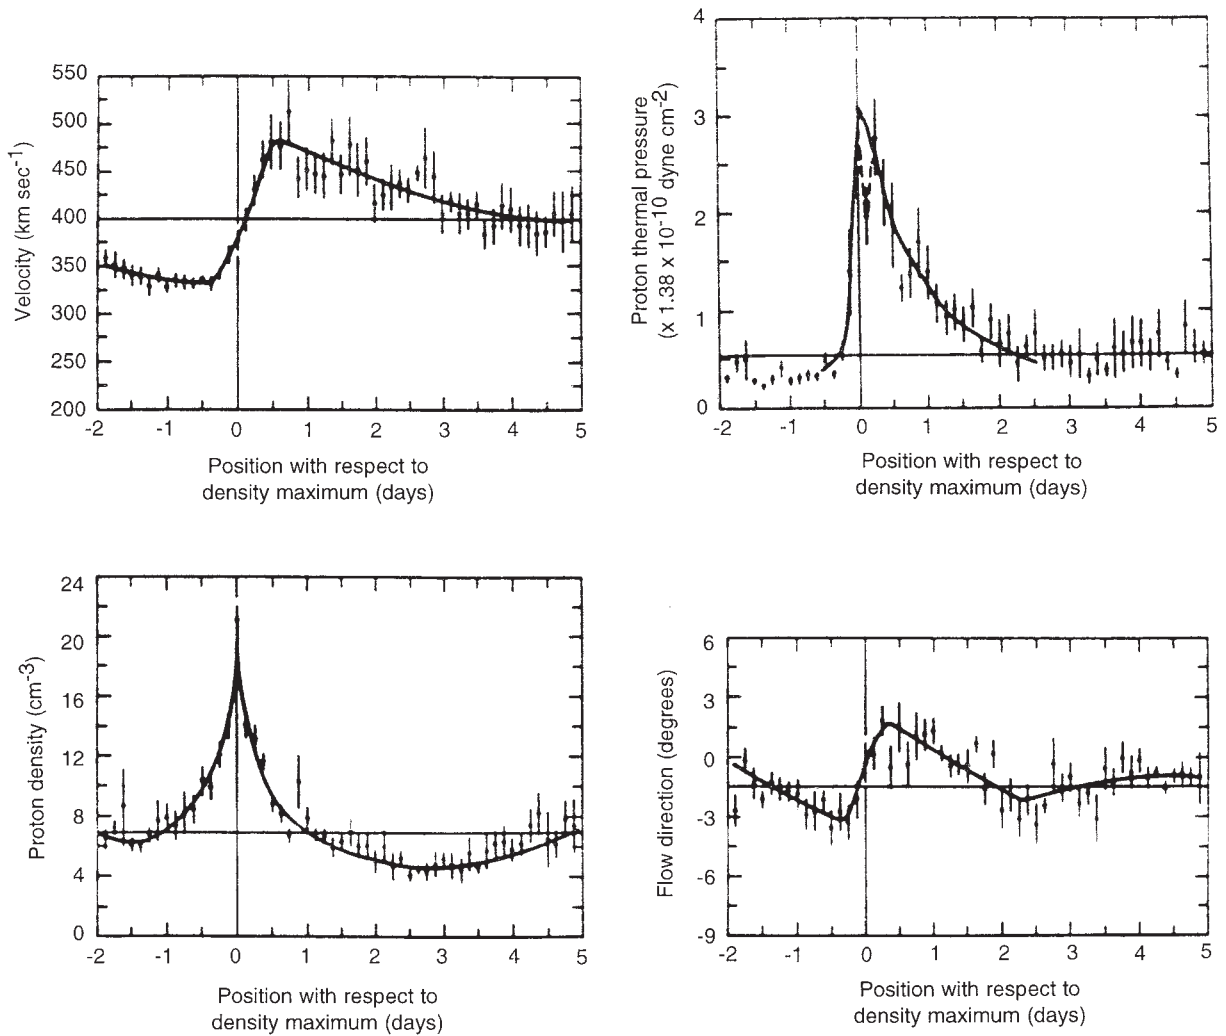 550
500
450
400
350
300
250
200
Velocity (km sec-1)
-2 -1 0 1 2 3 4 5
Position with respect to
density maximum (days)
4
3
2
1
0
Proton thermal pressure
(x 1.38 x 10-10 dyne cm-2)
-2 -1 0 1 2 3 4 5
Position with respect to
density maximum (days)
24
20
16
12
8
4
0
Proton density (cm-3)
-2 -1 0 1 2 3 4 5
Position with respect to
density maximum (days)
6
3
0
-3
-6
-9
Flow direction (degrees)
-2 -1 0 1 2 3 4 5
Position with respect to
density maximum (days)